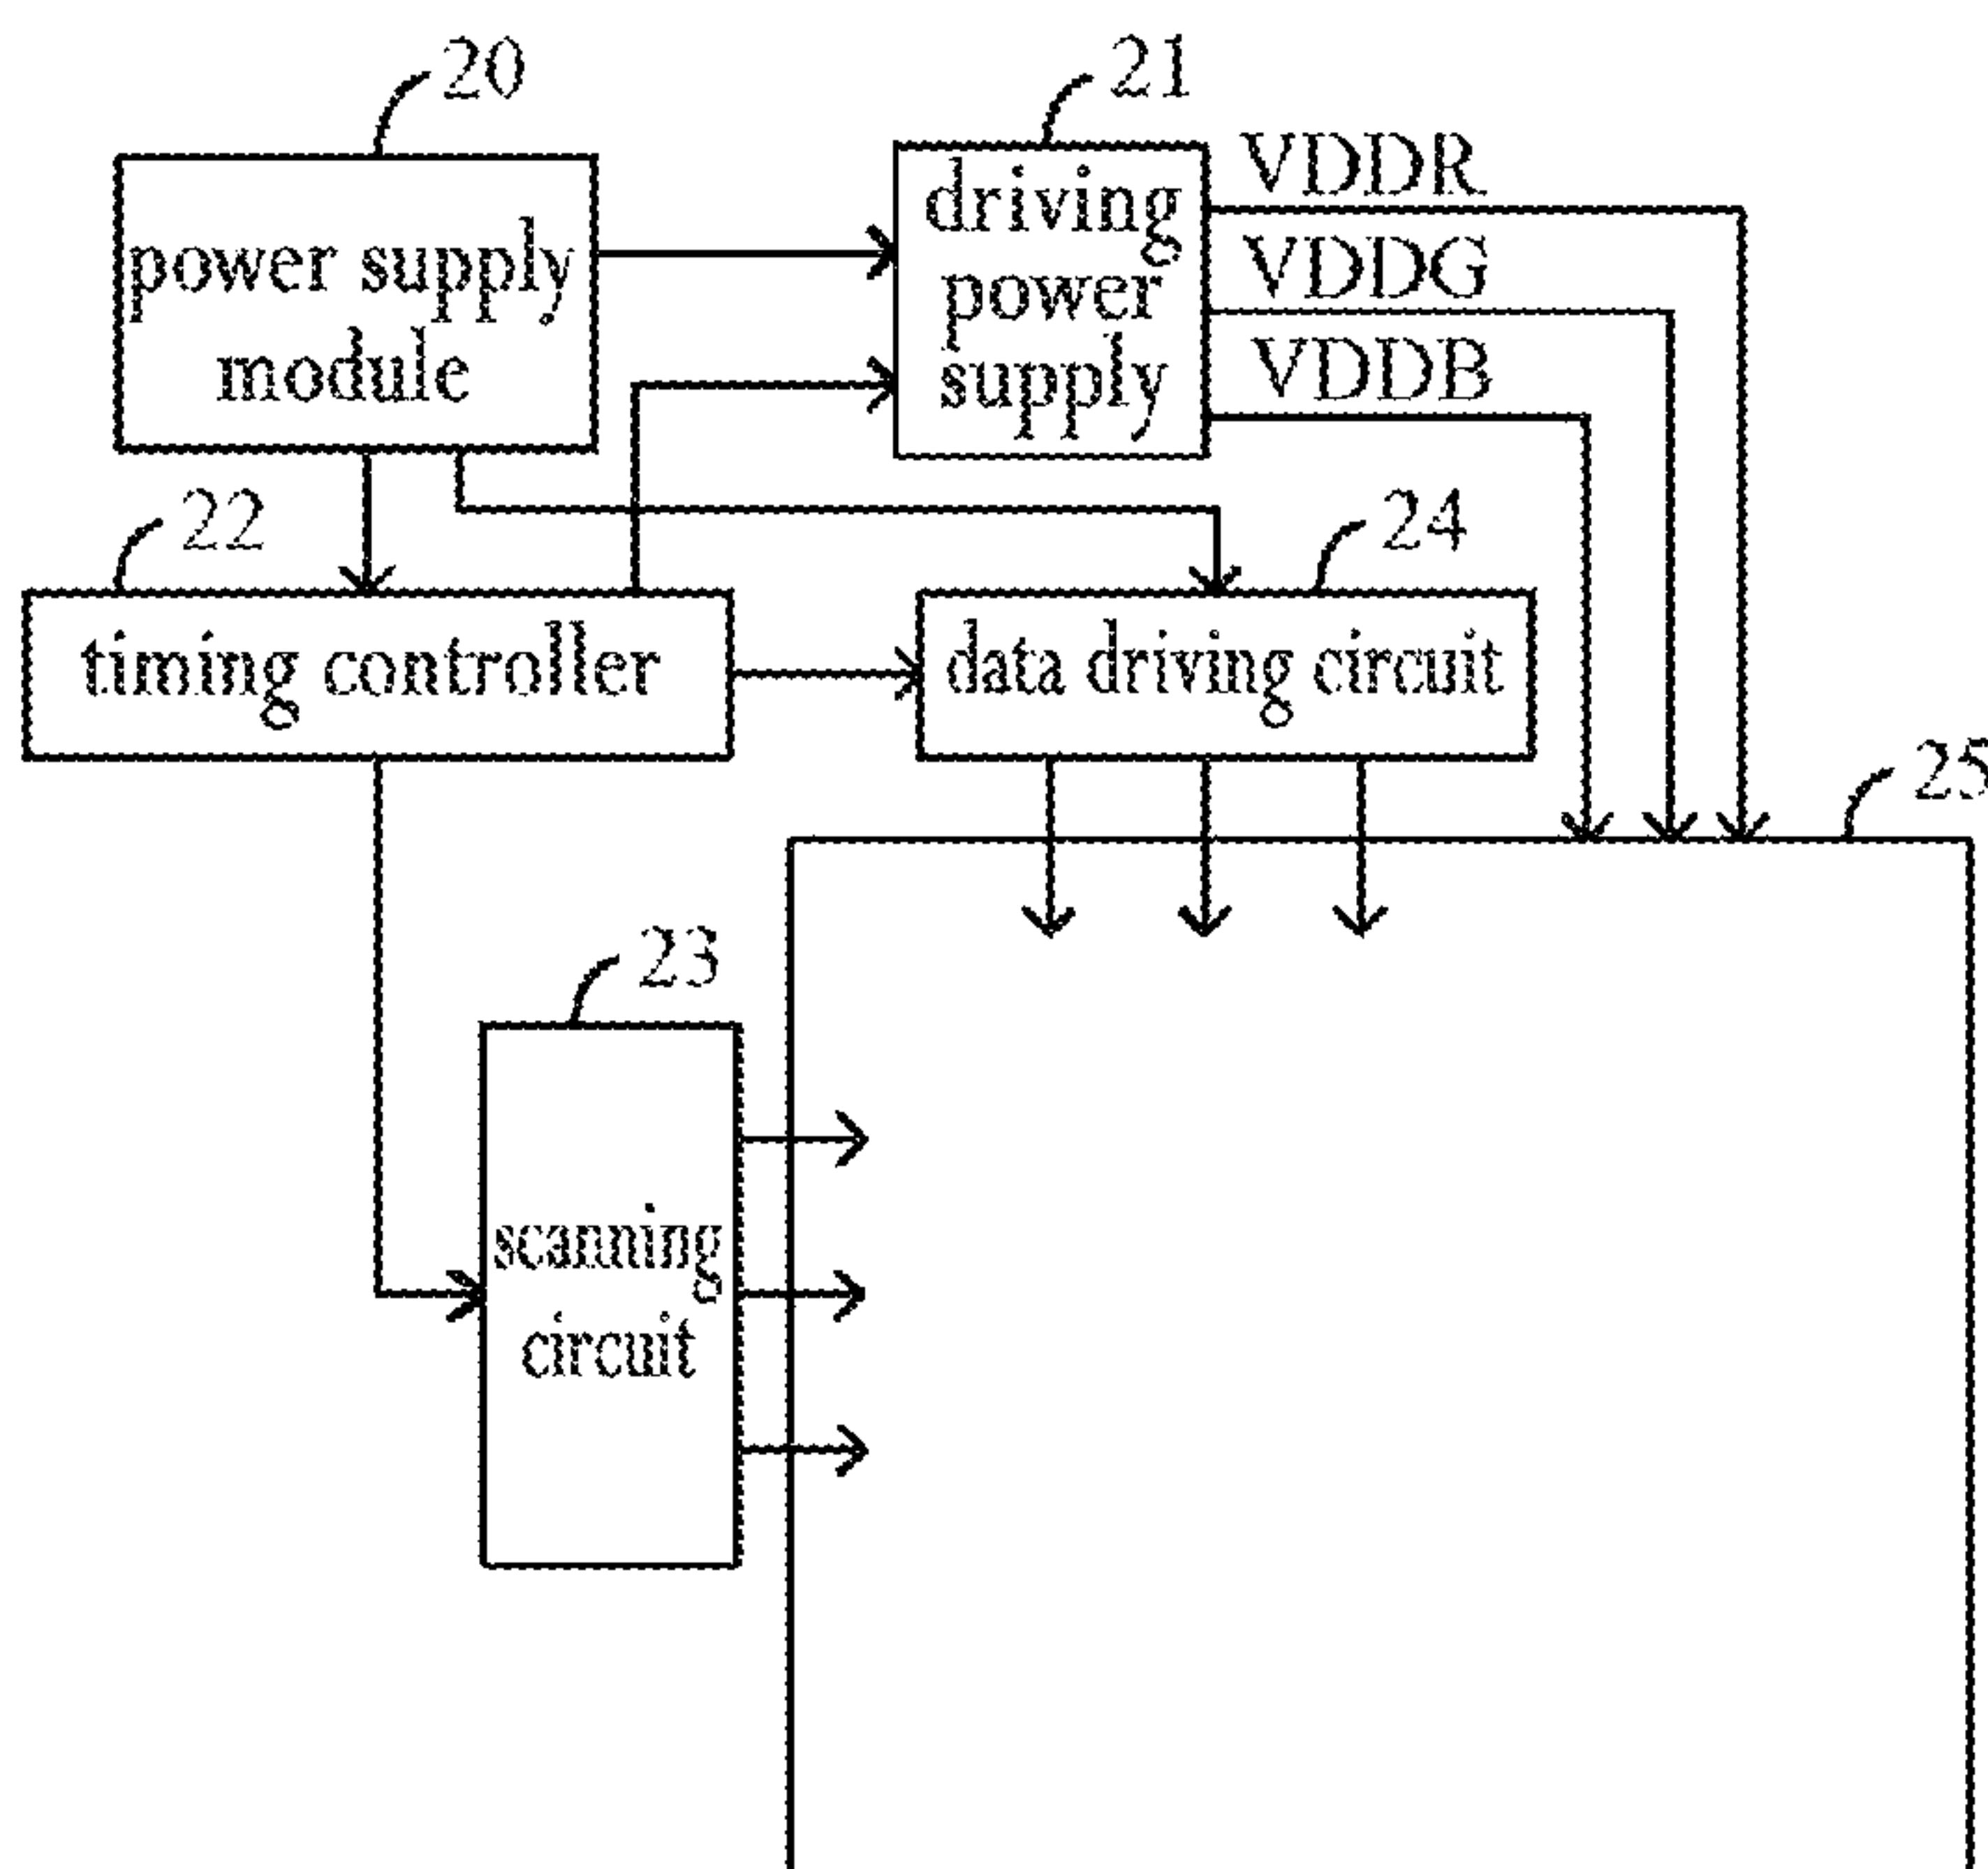 20
21
power supply
module
driving
power
supply
VDDR
VDDG
VDDB
22
24
timing controller
data driving circuit
25
23
scanning
circuit